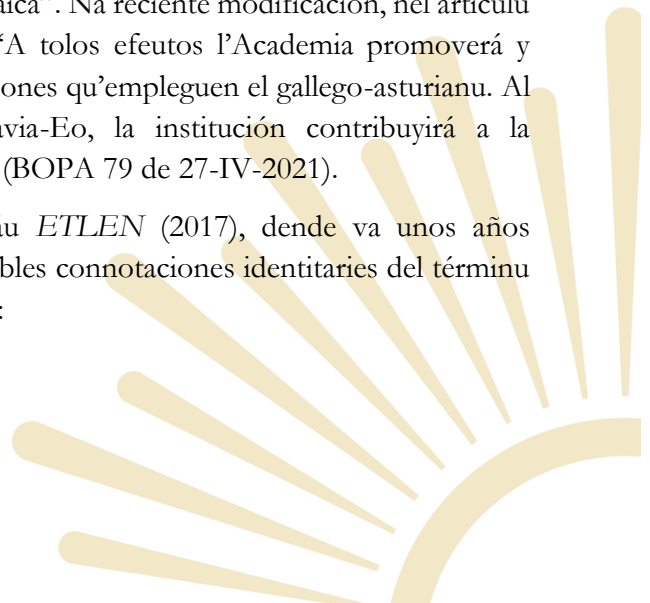 aica”. Na reciente modificación, nel artículu
“A tolos efeutos l’Academia promoverá y
ones qu’empleguen el gallego-asturianu. Al
avia-Eo, la institución contribuyirá a la
(BOPA 79 de 27-IV-2021).
u ETLEN (2017), dende va unos años
bles connotaciones identitaries del términu
: